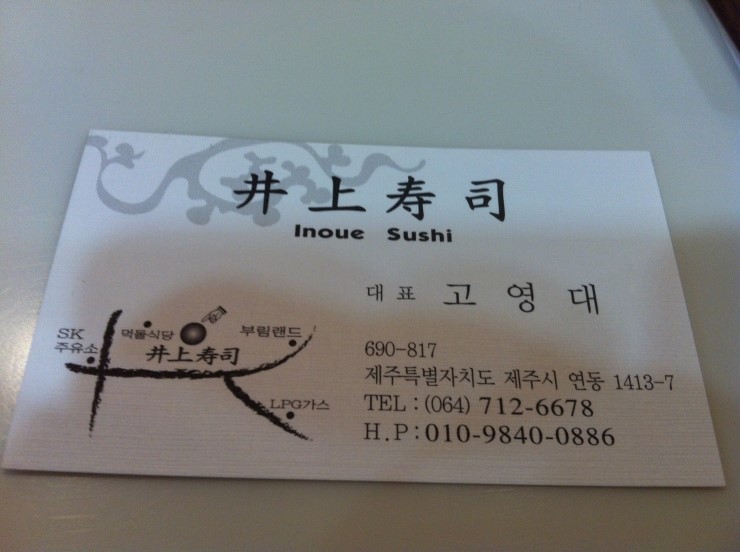 井上寿司
Inoue Sushi
대표 고영대
SK
주유소
먹돌식당
부림랜드
井上寿司
LPG가스
690-817
제주특별자치도 제주시 연동 1413-7
TEL : (064) 712-6678
H.P : 010-9840-0886